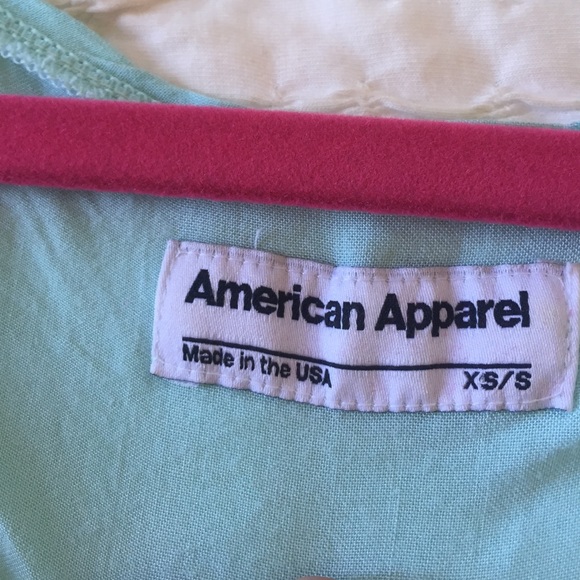 American Apparel
Made in the USA
XS/S